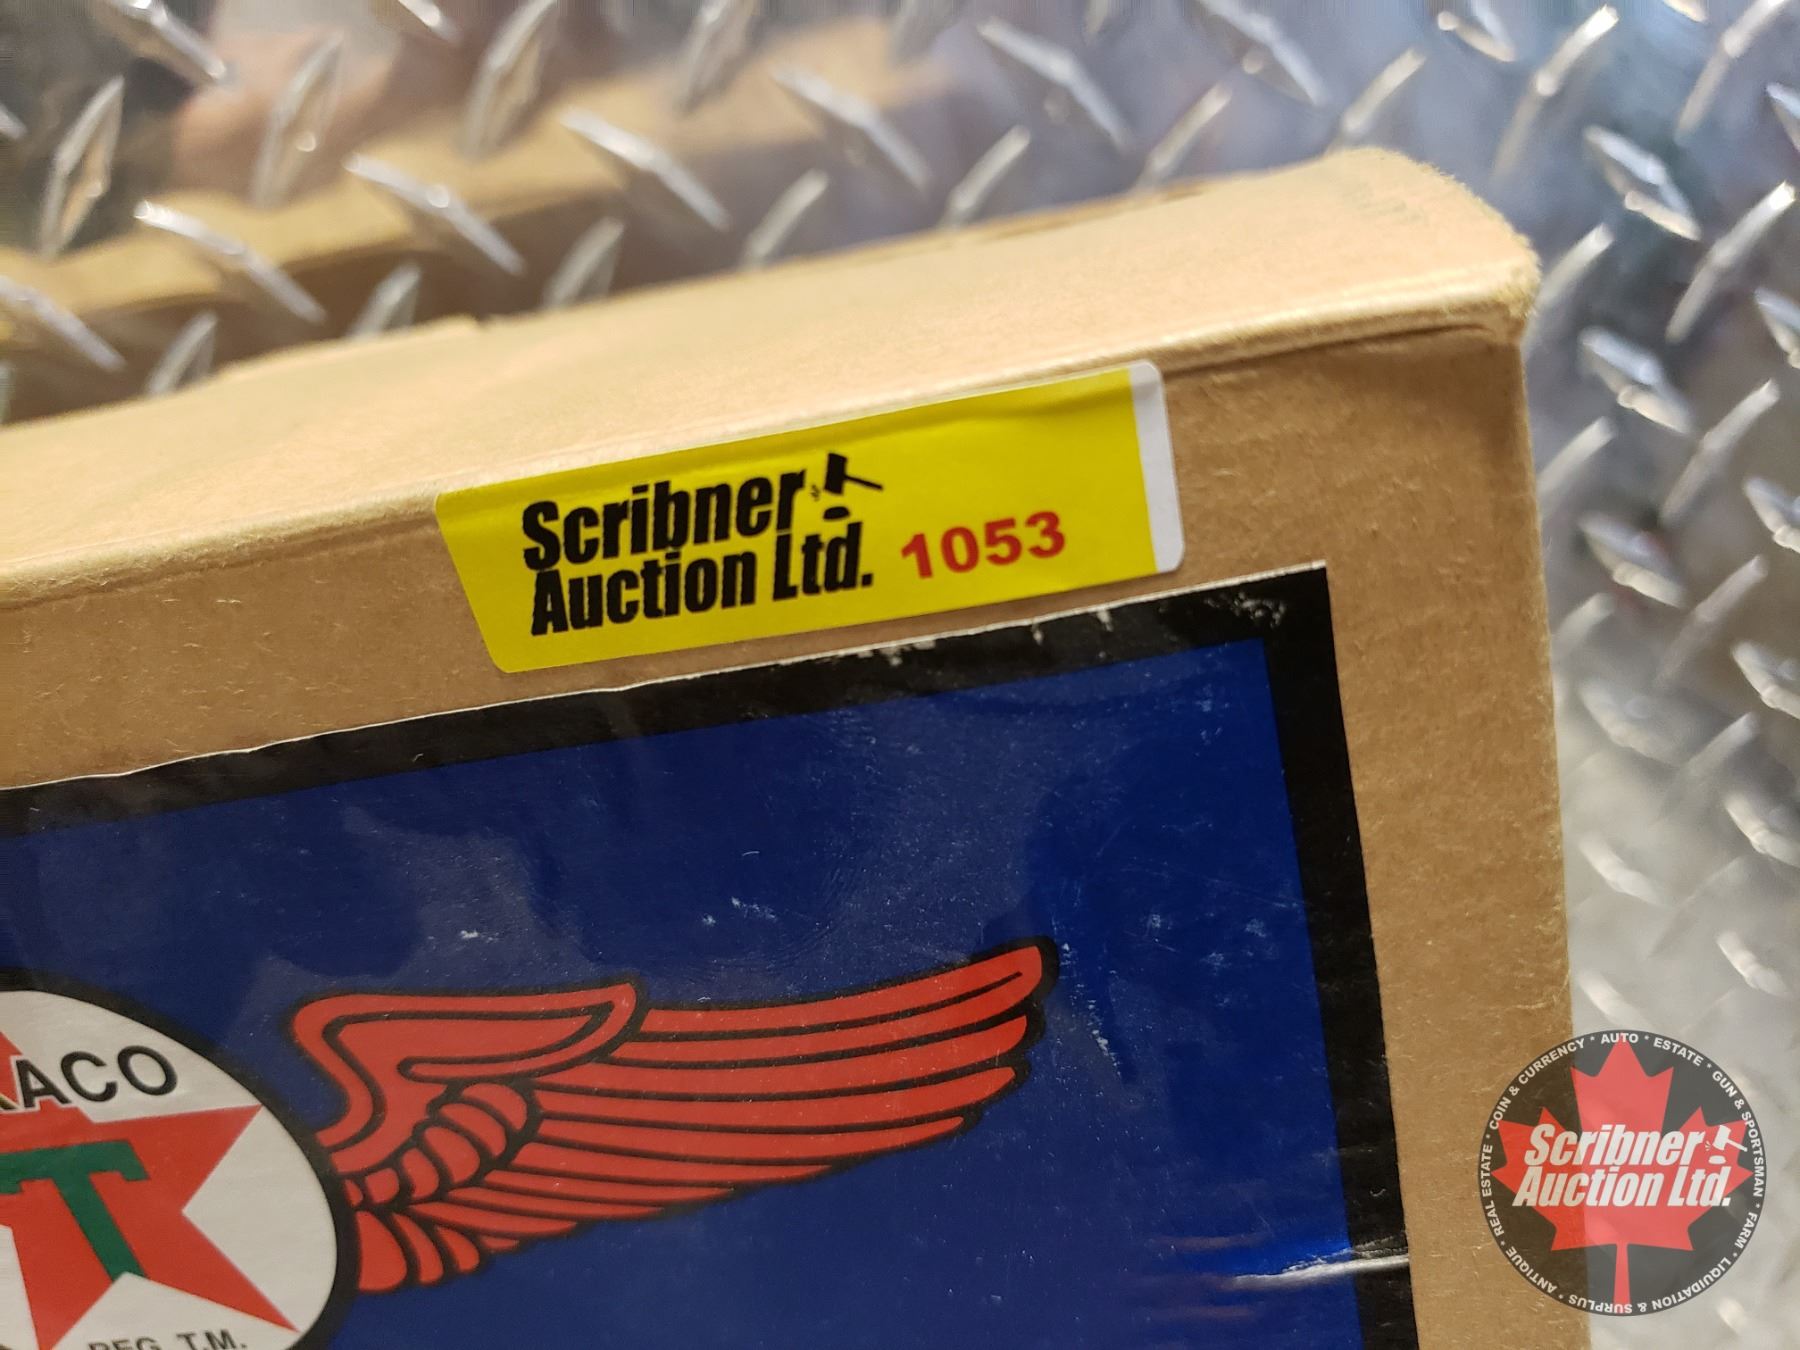 Scribner
Auction Ltd.
1053
ACO
T
REG. T.M.
REAL ESTATE * COIN & CURRENCY * AUTO * ESTATE * GUN & SPORTSMAN * FARM * LIQUIDATION & SURPLUS * ANTIQUE *
Scribner
Auction Ltd.